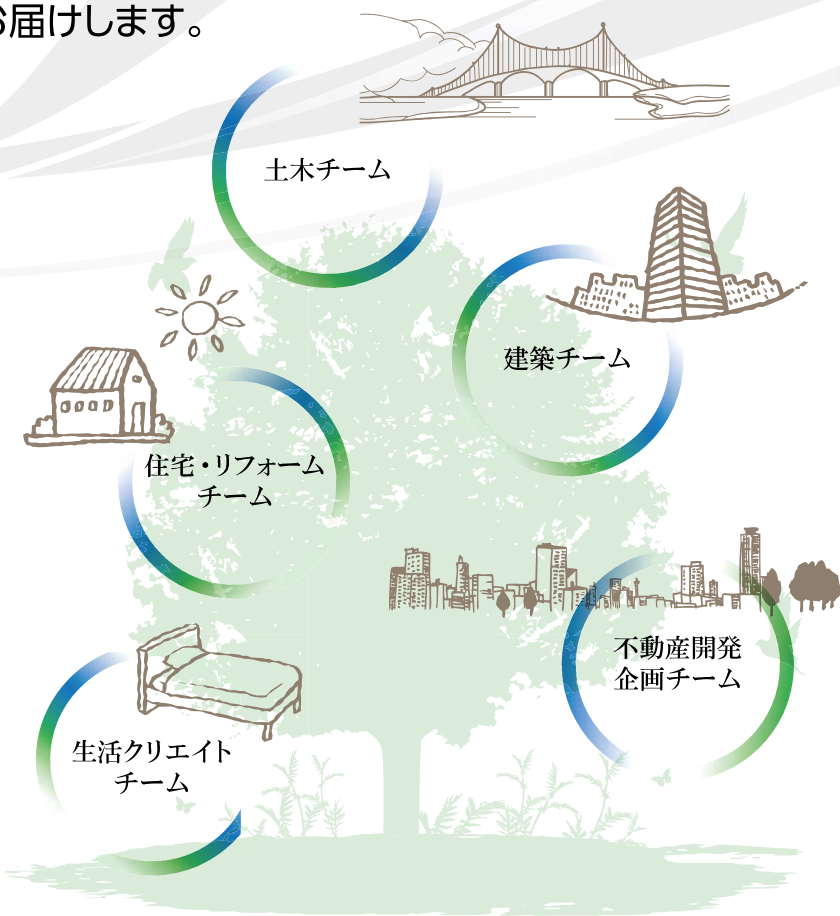 お届けします。
土木チーム
建築チーム
住宅・リフォーム
チーム
不動産開発
企画チーム
生活クリエイト
チーム